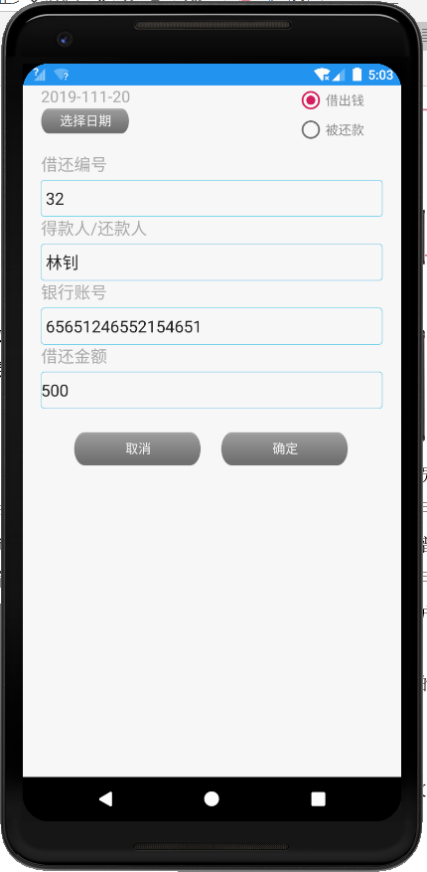 5:03
2019-111-20
借出钱
选择日期
被还款
借还编号
32
得款人/还款人
林钊
银行账号
65651246552154651
借还金额
500
取消
确定